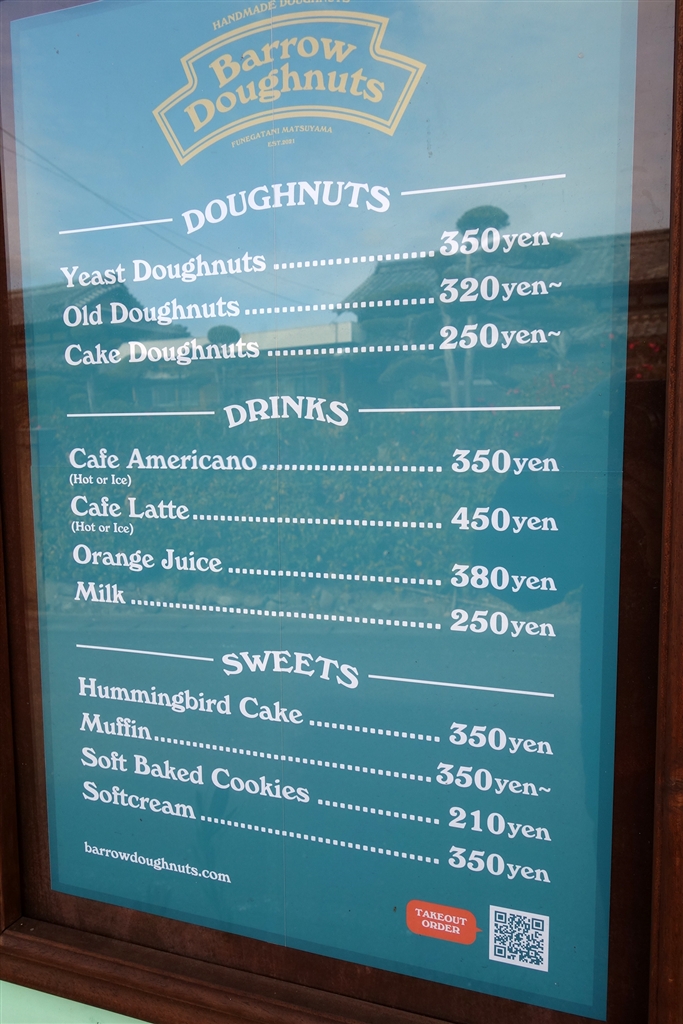 HANDMADE DOUGHNUTS
Barrow
Doughnuts
FUNEGATANI MATSUYAMA
EST.2021
DOUGHNUTS
Yeast Doughnuts ........................ 350yen~
Old Doughnuts ........................... 320yen~
Cake Doughnuts ........................ 250yen~
DRINKS
Cafe Americano .......................... 350yen
(Hot or Ice)
Cafe Latte .................................... 450yen
(Hot or Ice)
Orange Juice ............................... 380yen
Milk ............................................. 250yen
SWEETS
Hummingbird Cake .................... 350yen
Muffin .......................................... 350yen~
Soft Baked Cookies .................... 210yen
Softcream .................................... 350yen
barrowdoughnuts.com
TAKEOUT
ORDER